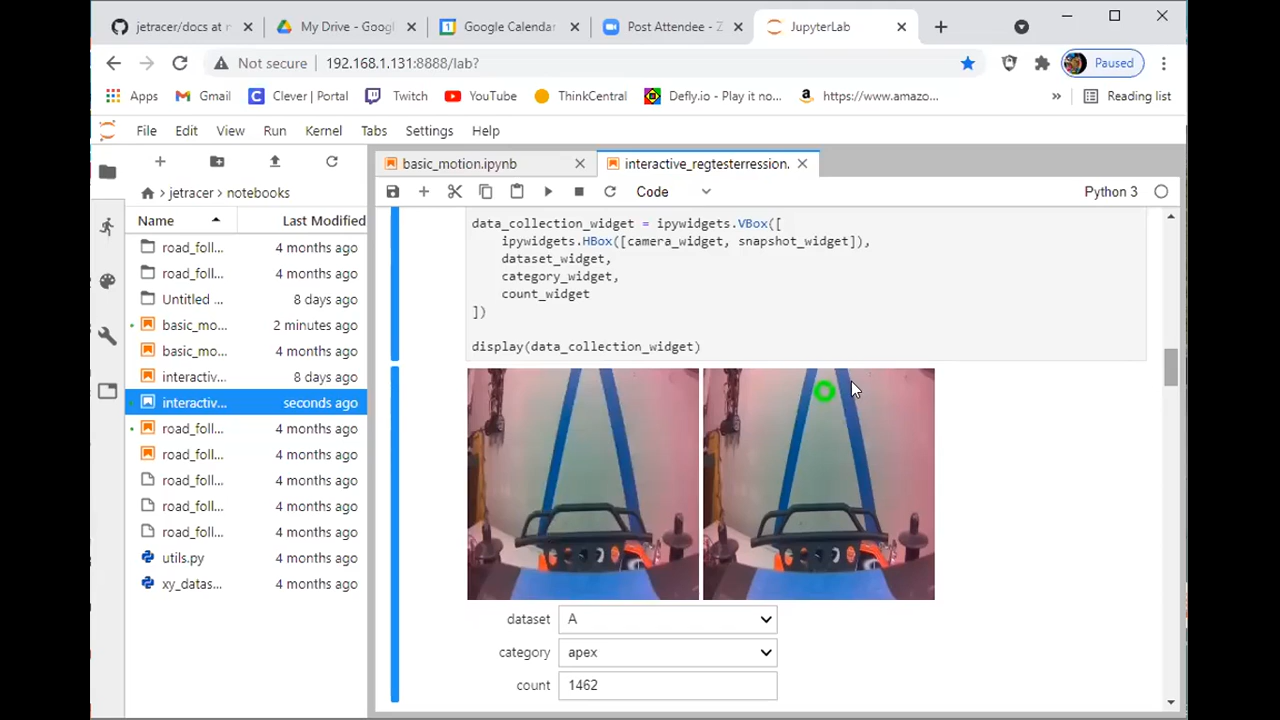 jetracer/docs at n
My Drive - Googl
Google Calendar
Post Attendee - Z
JupyterLab
Not secure
192.168.1.131:8888/lab?
Paused
Apps
Gmail
Clever | Portal
Twitch
YouTube
ThinkCentral
Defly.io - Play it no...
https://www.amazo...
»
Reading list
File
Edit
View
Run
Kernel
Tabs
Settings
Help
basic_motion.ipynb
interactive_regtesterression.
/ jetracer / notebooks
Code
Python 3
Name
Last Modified
road_foll... 4 months ago
road_foll... 4 months ago
Untitled ... 8 days ago
basic_mo... 2 minutes ago
basic_mo... 4 months ago
interactiv... 8 days ago
interactiv... seconds ago
road_foll... 4 months ago
road_foll... 4 months ago
road_foll... 4 months ago
road_foll... 4 months ago
road_foll... 4 months ago
utils.py 4 months ago
xy_datas... 4 months ago
data_collection_widget = ipywidgets.VBox([
ipywidgets.HBox([camera_widget, snapshot_widget]),
dataset_widget,
category_widget,
count_widget
])
display(data_collection_widget)
dataset A
category apex
count 1462